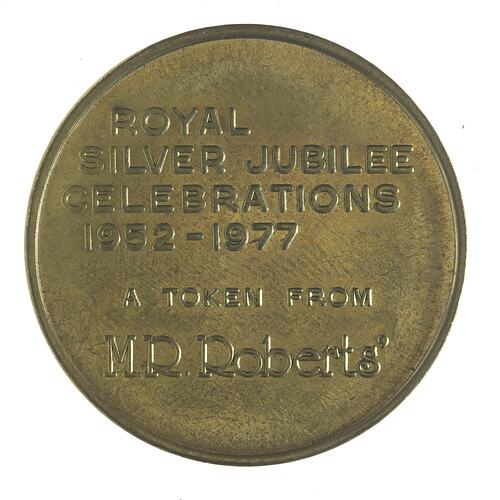 ROYAL
SILVER JUBILEE
CELEBRATIONS
1952-1977
A TOKEN FROM
M.R. Roberts'